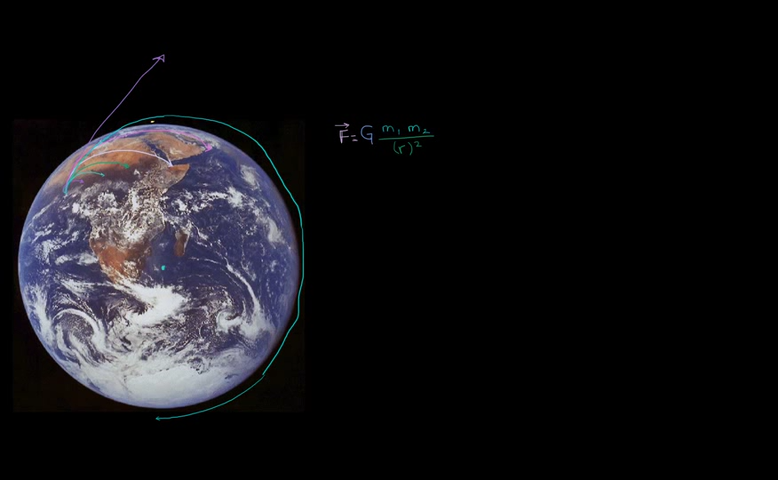 F⃗ = G m₁ m₂ / (r)²